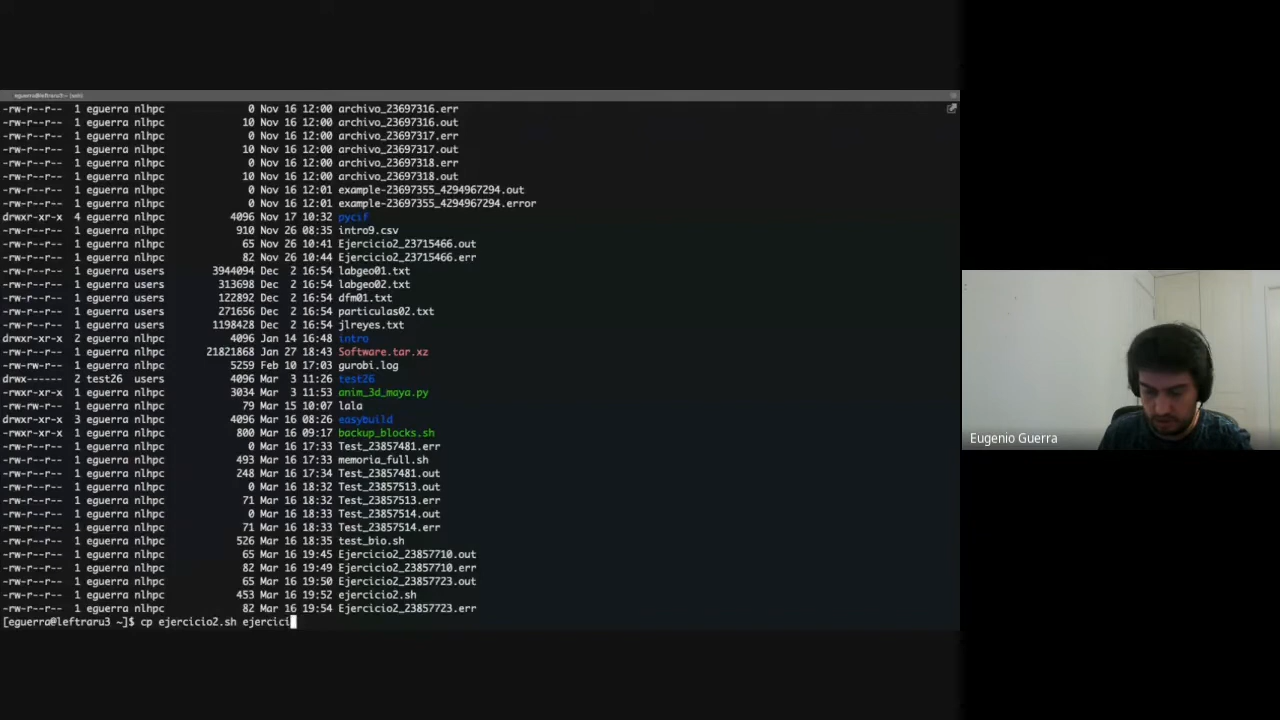 eguerra@leftraru3:~ (ssh)
-rw-r--r-- 1 eguerra nlhpc 0 Nov 16 12:00 archivo_23697316.err
-rw-r--r-- 1 eguerra nlhpc 10 Nov 16 12:00 archivo_23697316.out
-rw-r--r-- 1 eguerra nlhpc 0 Nov 16 12:00 archivo_23697317.err
-rw-r--r-- 1 eguerra nlhpc 10 Nov 16 12:00 archivo_23697317.out
-rw-r--r-- 1 eguerra nlhpc 0 Nov 16 12:00 archivo_23697318.err
-rw-r--r-- 1 eguerra nlhpc 10 Nov 16 12:00 archivo_23697318.out
-rw-r--r-- 1 eguerra nlhpc 0 Nov 16 12:01 example-23697355_4294967294.out
-rw-r--r-- 1 eguerra nlhpc 0 Nov 16 12:01 example-23697355_4294967294.error
drwxr-xr-x 4 eguerra nlhpc 4096 Nov 17 10:32 pycif
-rw-r--r-- 1 eguerra nlhpc 910 Nov 26 08:35 intro9.csv
-rw-r--r-- 1 eguerra nlhpc 65 Nov 26 10:41 Ejercicio2_23715466.out
-rw-r--r-- 1 eguerra nlhpc 82 Nov 26 10:44 Ejercicio2_23715466.err
-rw-r--r-- 1 eguerra users 3944094 Dec 2 16:54 labgeo01.txt
-rw-r--r-- 1 eguerra users 313698 Dec 2 16:54 labgeo02.txt
-rw-r--r-- 1 eguerra users 122892 Dec 2 16:54 dfm01.txt
-rw-r--r-- 1 eguerra users 271656 Dec 2 16:54 particulas02.txt
-rw-r--r-- 1 eguerra users 1198428 Dec 2 16:54 jlreyes.txt
drwxr-xr-x 2 eguerra nlhpc 4096 Jan 14 16:48 intro
-rw-r--r-- 1 eguerra nlhpc 21821868 Jan 27 18:43 Software.tar.xz
-rw-rw-r-- 1 eguerra nlhpc 5259 Feb 10 17:03 gurobi.log
drwx------ 2 test26 users 4096 Mar 3 11:26 test26
-rwxr-xr-x 1 eguerra nlhpc 3034 Mar 3 11:53 anim_3d_maya.py
-rw-rw-r-- 1 eguerra nlhpc 79 Mar 15 10:07 lala
drwxr-xr-x 3 eguerra nlhpc 4096 Mar 16 08:26 easybuild
-rwxr-xr-x 1 eguerra nlhpc 800 Mar 16 09:17 backup_blocks.sh
-rw-r--r-- 1 eguerra nlhpc 0 Mar 16 17:33 Test_23857481.err
-rw-r--r-- 1 eguerra nlhpc 493 Mar 16 17:33 memoria_full.sh
-rw-r--r-- 1 eguerra nlhpc 248 Mar 16 17:34 Test_23857481.out
-rw-r--r-- 1 eguerra nlhpc 0 Mar 16 18:32 Test_23857513.out
-rw-r--r-- 1 eguerra nlhpc 71 Mar 16 18:32 Test_23857513.err
-rw-r--r-- 1 eguerra nlhpc 0 Mar 16 18:33 Test_23857514.out
-rw-r--r-- 1 eguerra nlhpc 71 Mar 16 18:33 Test_23857514.err
-rw-r--r-- 1 eguerra nlhpc 526 Mar 16 18:35 test_bio.sh
-rw-r--r-- 1 eguerra nlhpc 65 Mar 16 19:45 Ejercicio2_23857710.out
-rw-r--r-- 1 eguerra nlhpc 82 Mar 16 19:49 Ejercicio2_23857710.err
-rw-r--r-- 1 eguerra nlhpc 65 Mar 16 19:50 Ejercicio2_23857723.out
-rw-r--r-- 1 eguerra nlhpc 453 Mar 16 19:52 ejercicio2.sh
-rw-r--r-- 1 eguerra nlhpc 82 Mar 16 19:54 Ejercicio2_23857723.err
[eguerra@leftraru3 ~]$ cp ejercicio2.sh ejercici
Eugenio Guerra